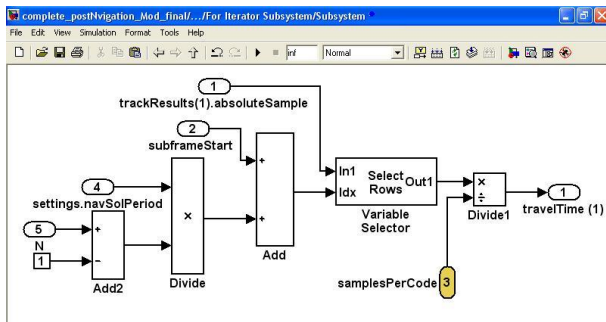 complete_postNvigation_Mod_final/.../For Iterator Subsystem/Subsystem *
File Edit View Simulation Format Tools Help
inf Normal
1
trackResults(1).absoluteSample
2
subframeStart
4
settings.navSolPeriod
5
N
1
+
−
Add2
×
Divide
+
+
Add
In1
Idx
Select
Rows
Out1
Variable
Selector
samplesPerCode
3
×
÷
Divide1
1
travelTime (1)